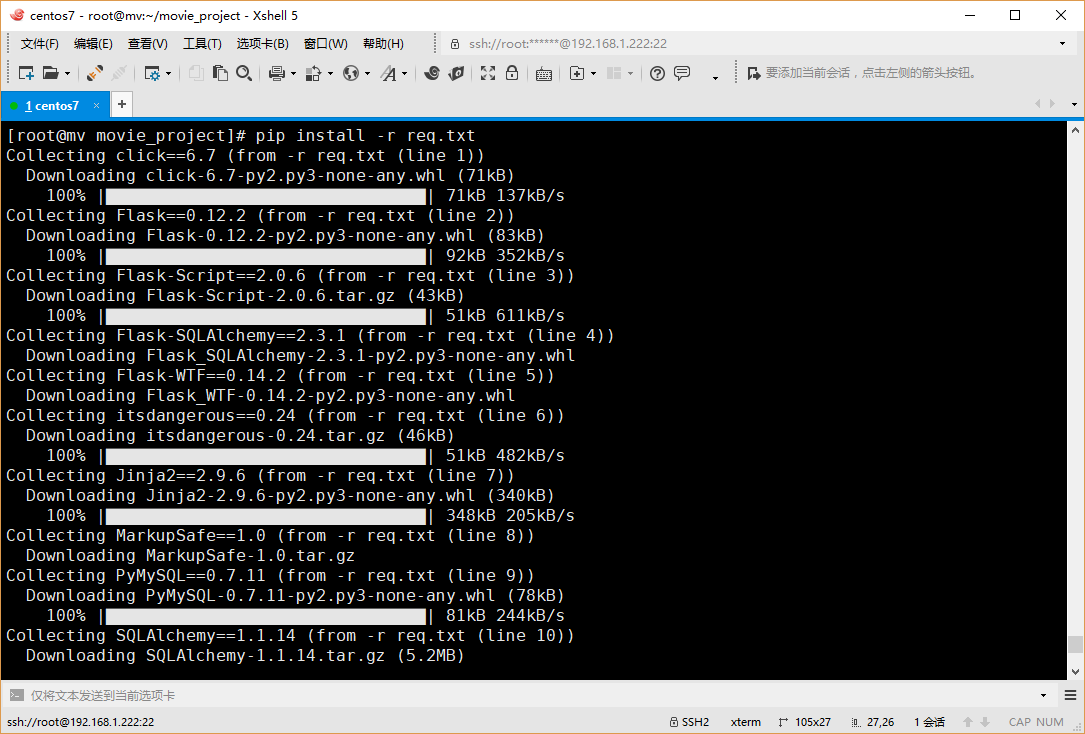 centos7 - root@mv:~/movie_project - Xshell 5
文件(F) 编辑(E) 查看(V) 工具(T) 选项卡(B) 窗口(W) 帮助(H) ssh://root:******@192.168.1.222:22
要添加当前会话，点击左侧的箭头按钮。
1 centos7 × +
[root@mv movie_project]# pip install -r req.txt
Collecting click==6.7 (from -r req.txt (line 1))
  Downloading click-6.7-py2.py3-none-any.whl (71kB)
    100% || 71kB 137kB/s
Collecting Flask==0.12.2 (from -r req.txt (line 2))
  Downloading Flask-0.12.2-py2.py3-none-any.whl (83kB)
    100% || 92kB 352kB/s
Collecting Flask-Script==2.0.6 (from -r req.txt (line 3))
  Downloading Flask-Script-2.0.6.tar.gz (43kB)
    100% || 51kB 611kB/s
Collecting Flask-SQLAlchemy==2.3.1 (from -r req.txt (line 4))
  Downloading Flask_SQLAlchemy-2.3.1-py2.py3-none-any.whl
Collecting Flask-WTF==0.14.2 (from -r req.txt (line 5))
  Downloading Flask_WTF-0.14.2-py2.py3-none-any.whl
Collecting itsdangerous==0.24 (from -r req.txt (line 6))
  Downloading itsdangerous-0.24.tar.gz (46kB)
    100% || 51kB 482kB/s
Collecting Jinja2==2.9.6 (from -r req.txt (line 7))
  Downloading Jinja2-2.9.6-py2.py3-none-any.whl (340kB)
    100% || 348kB 205kB/s
Collecting MarkupSafe==1.0 (from -r req.txt (line 8))
  Downloading MarkupSafe-1.0.tar.gz
Collecting PyMySQL==0.7.11 (from -r req.txt (line 9))
  Downloading PyMySQL-0.7.11-py2.py3-none-any.whl (78kB)
    100% || 81kB 244kB/s
Collecting SQLAlchemy==1.1.14 (from -r req.txt (line 10))
  Downloading SQLAlchemy-1.1.14.tar.gz (5.2MB)
仅将文本发送到当前选项卡
ssh://root@192.168.1.222:22 SSH2 xterm 105x27 27,26 1 会话 CAP NUM